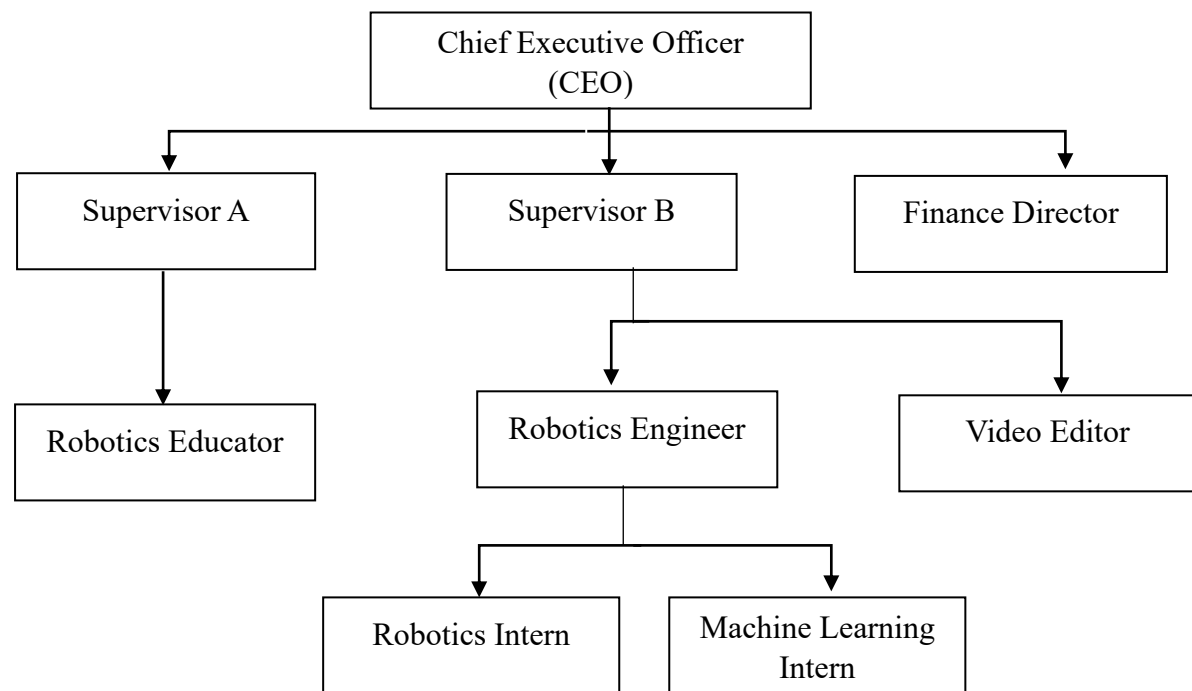 Chief Executive Officer
(CEO)
Supervisor A
Supervisor B
Finance Director
Robotics Educator
Robotics Engineer
Video Editor
Robotics Intern
Machine Learning
Intern